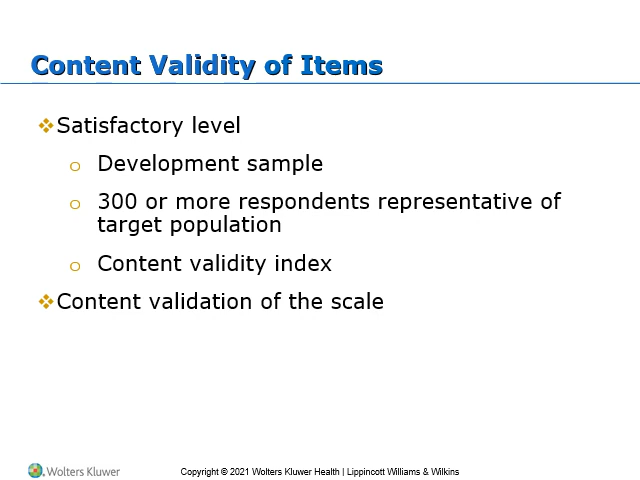 Content Validity of Items
❖Satisfactory level
o Development sample
o 300 or more respondents representative of
target population
o Content validity index
❖Content validation of the scale
Wolters Kluwer
Copyright © 2021 Wolters Kluwer Health | Lippincott Williams & Wilkins